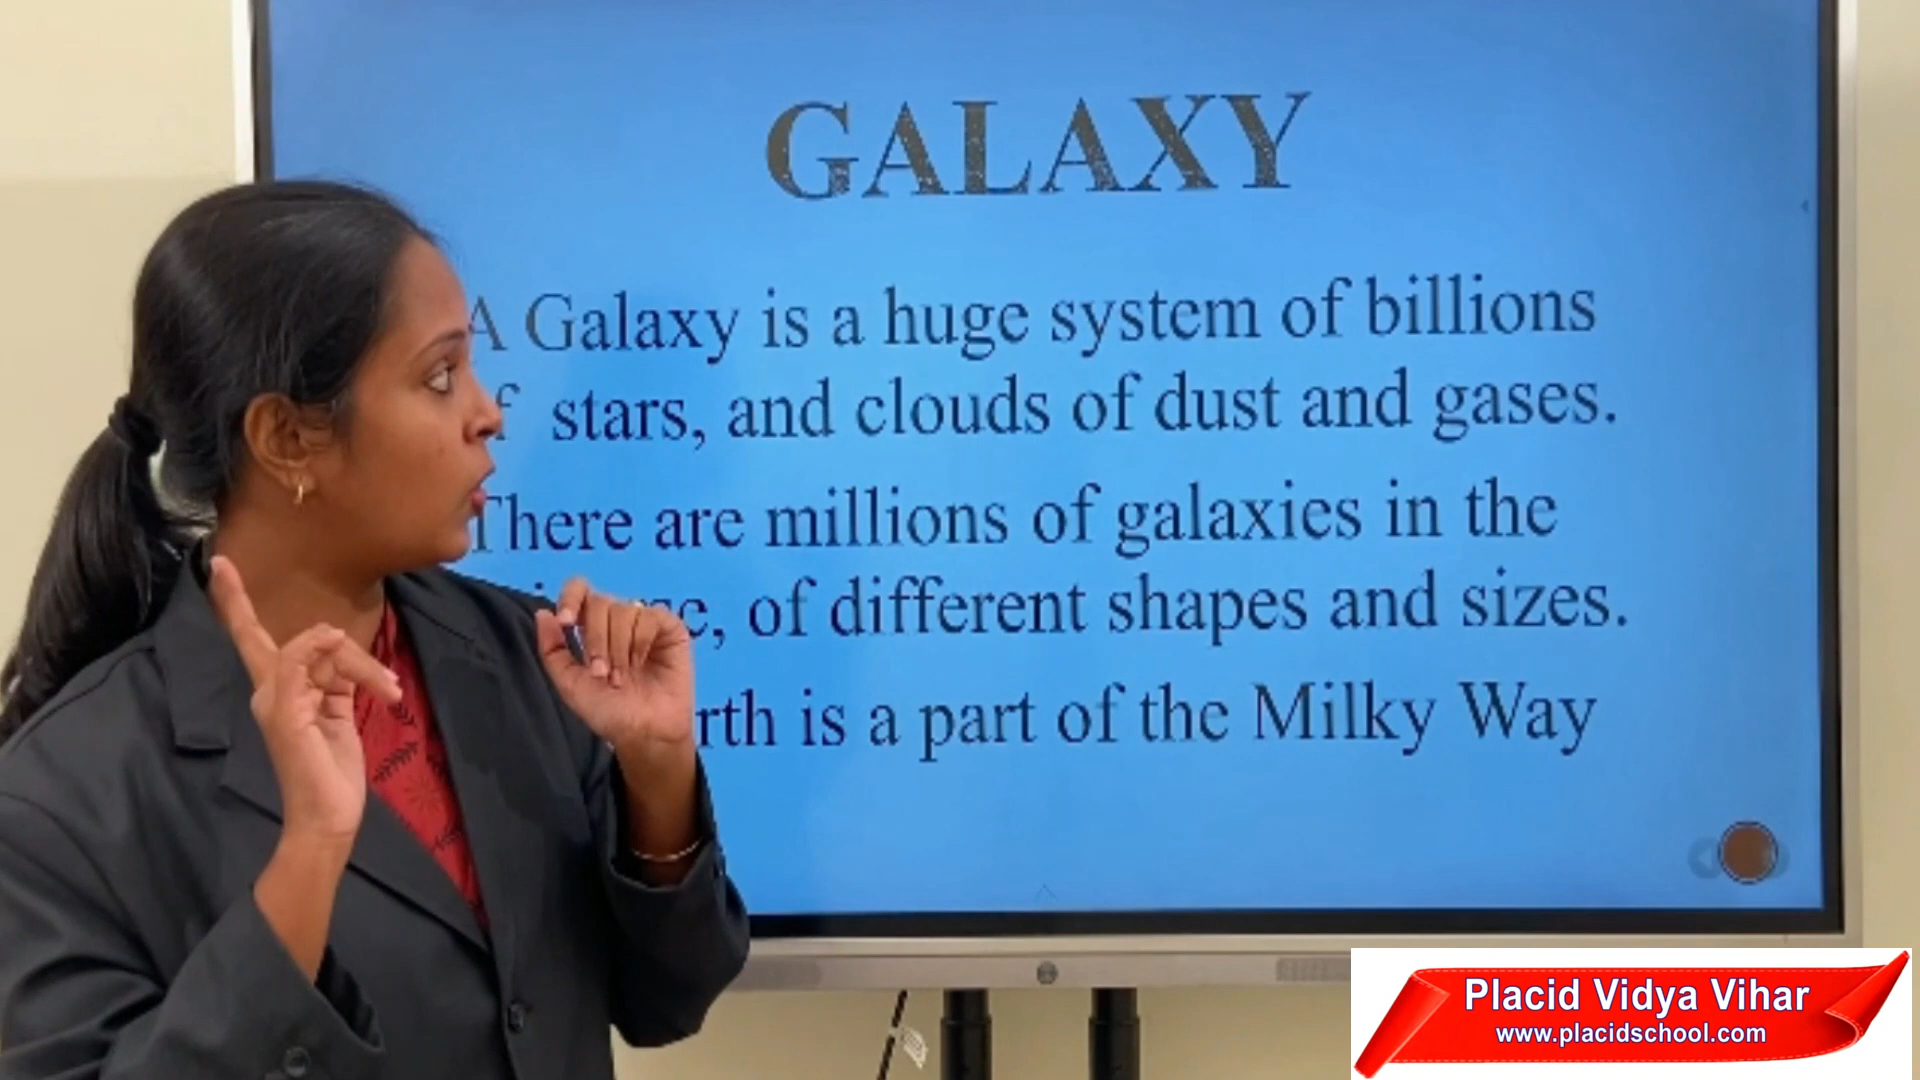 GALAXY
A Galaxy is a huge system of billions
stars, and clouds of dust and gases.
There are millions of galaxies in the
of different shapes and sizes.
is a part of the Milky Way
Placid Vidya Vihar
www.placidschool.com